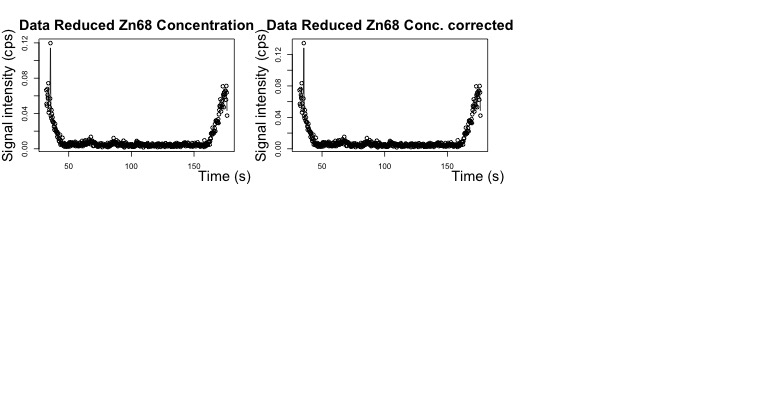 Data Reduced Zn68 Concentration
Signal intensity (cps)
0.00 0.04 0.08 0.12
50 100 150
Time (s)
Data Reduced Zn68 Conc. corrected
Signal intensity (cps)
0.00 0.04 0.08 0.12
50 100 150
Time (s)